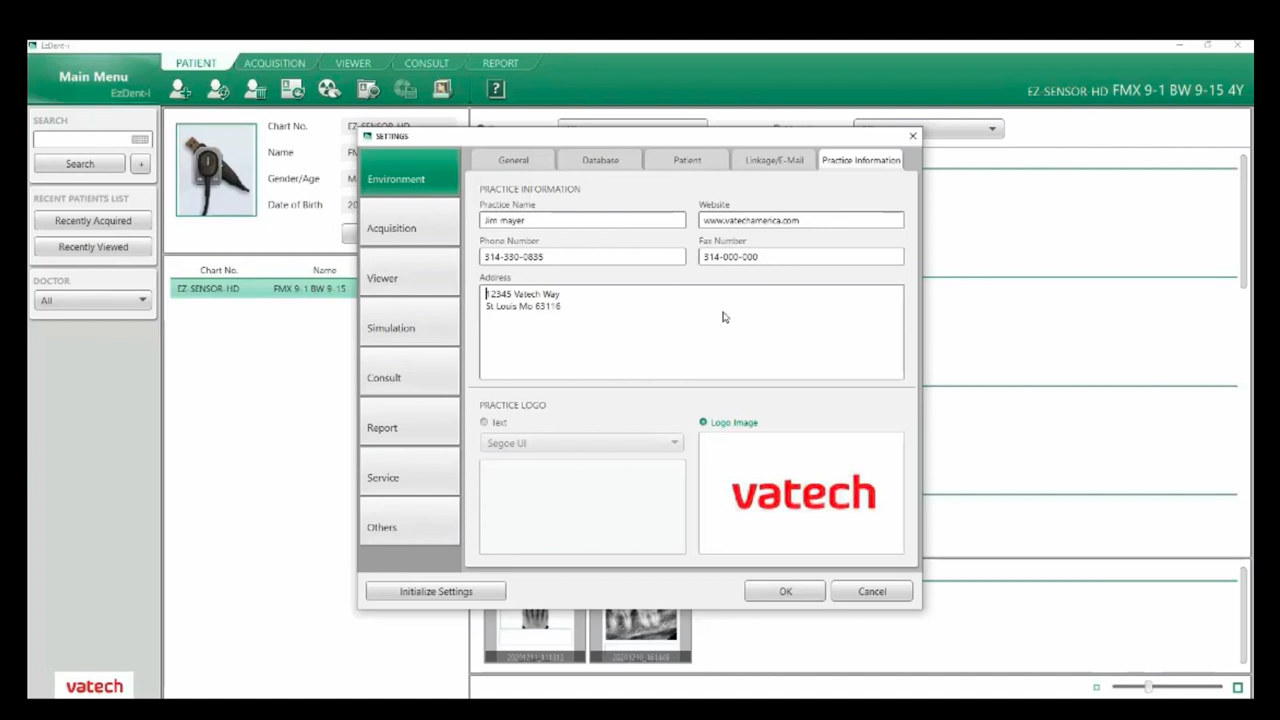 EzDent-i
Main Menu
EzDent-i
PATIENT
ACQUISITION
VIEWER
CONSULT
REPORT
?
EZ-SENSOR-HD FMX 9-1 BW 9-15 4Y
SEARCH
Search
+
RECENT PATIENTS LIST
Recently Acquired
Recently Viewed
DOCTOR
All
vatech
Chart No.
Name
Gender/Age
Date of Birth
Chart No. Name
EZ-SENSOR-HD FMX 9-1 BW 9-15
SETTINGS
Environment
Acquisition
Viewer
Simulation
Consult
Report
Service
Others
General
Database
Patient
Linkage/E-Mail
Practice Information
PRACTICE INFORMATION
Practice Name
Website
Jim mayer
www.vatechamerica.com
Phone Number
Fax Number
314-330-0835
314-000-000
Address
12345 Vatech Way
St Louis Mo 63116
PRACTICE LOGO
Text
Logo Image
Segoe UI
vatech
Initialize Settings
OK
Cancel